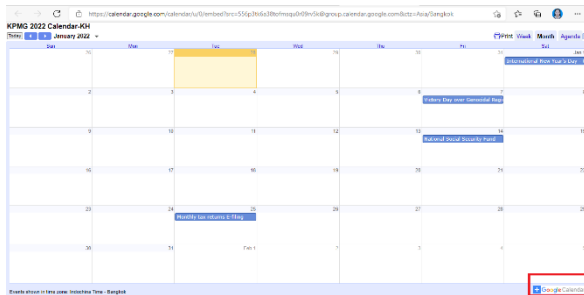 https://calendar.google.com/calendar/u/0/embed?src=
KPMG 2022 Calendar-KH
Today January 2022
Print Week Month Agenda
Sun Mon Tue Wed Thu Fri Sat
26 27 28 29 30 31 Jan
International New Year's Day
2 3 4 5 6 7
Victory Day over Genocidal
9 10 11 12 13 14 15
National Social Security Fund
16 17 18 19 20 21 22
23 24 25 26 27 28 29
Monthly tax returns E-filing
30 31 Feb 1 2 3 4
Events shown in time zone: Indochina Time - Bangkok
Google Calendar